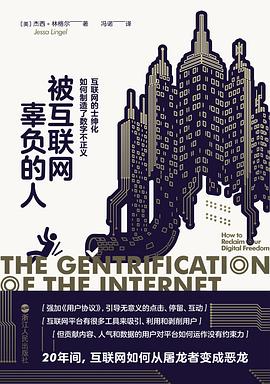 [美] 杰西·林格尔 著 冯诺 译
Jessa Lingel
互联网的士绅化
如何制造了数字不正义
被互联网
辜负的人
How to
Reclaim Our
Digital Freedom
THE GENTRIFICATION
OF THE INTERNET
[ 强加《用户协议》，引导无意义的点击、停留、互动 ]
[ 互联网平台有很多工具来吸引、利用和剥削用户 ]
[ 但贡献内容、人气和数据的用户对平台如何运作没有约束力 ]
20年间，互联网如何从屠龙者变成恶龙
浙江人民出版社